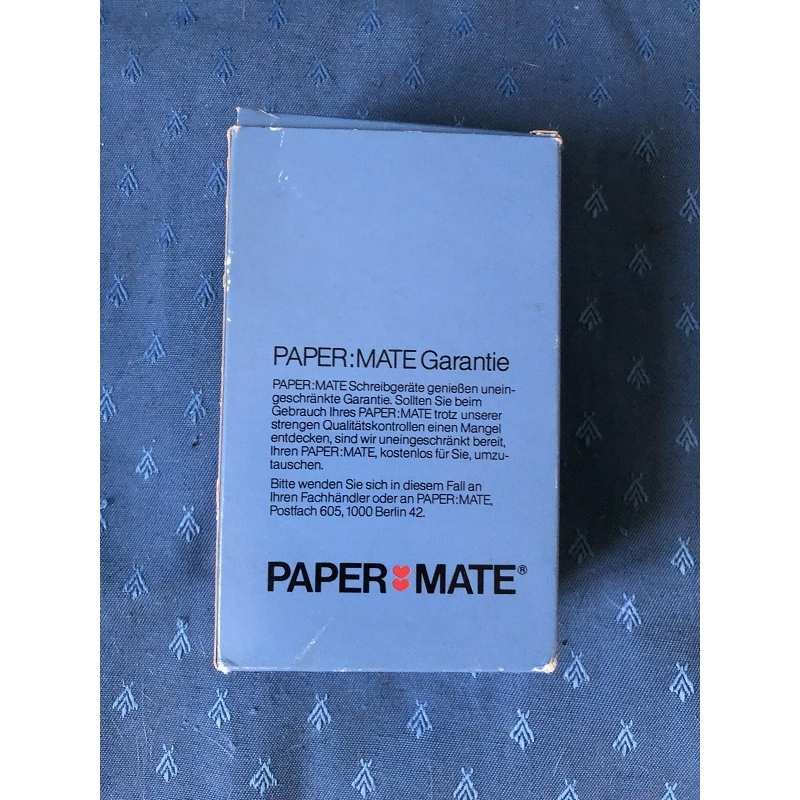 PAPER:MATE Garantie
PAPER:MATE Schreibgeräte genießen unein-
geschränkte Garantie. Sollten Sie beim
Gebrauch Ihres PAPER:MATE trotz unserer
strengen Qualitätskontrollen einen Mangel
entdecken, sind wir uneingeschränkt bereit,
Ihren PAPER:MATE, kostenlos für Sie, umzu-
tauschen.
Bitte wenden Sie sich in diesem Fall an
Ihren Fachhändler oder an PAPER:MATE,
Postfach 605, 1000 Berlin 42.
PAPER MATE®